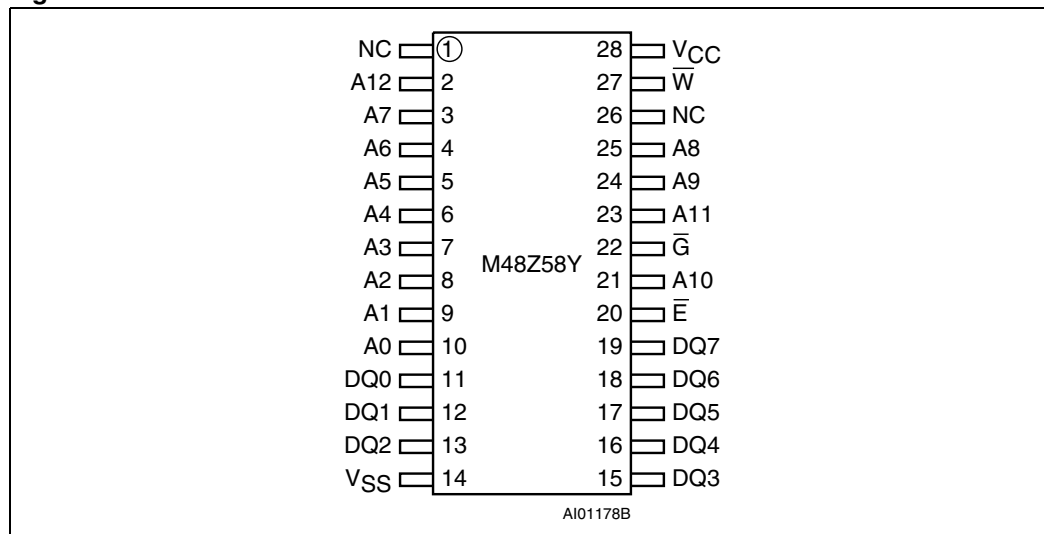 NC 1 28 VCC
A12 2 27 W̅
A7 3 26 NC
A6 4 25 A8
A5 5 24 A9
A4 6 23 A11
A3 7 22 G̅
M48Z58Y
A2 8 21 A10
A1 9 20 E̅
A0 10 19 DQ7
DQ0 11 18 DQ6
DQ1 12 17 DQ5
DQ2 13 16 DQ4
VSS 14 15 DQ3
AI01178B